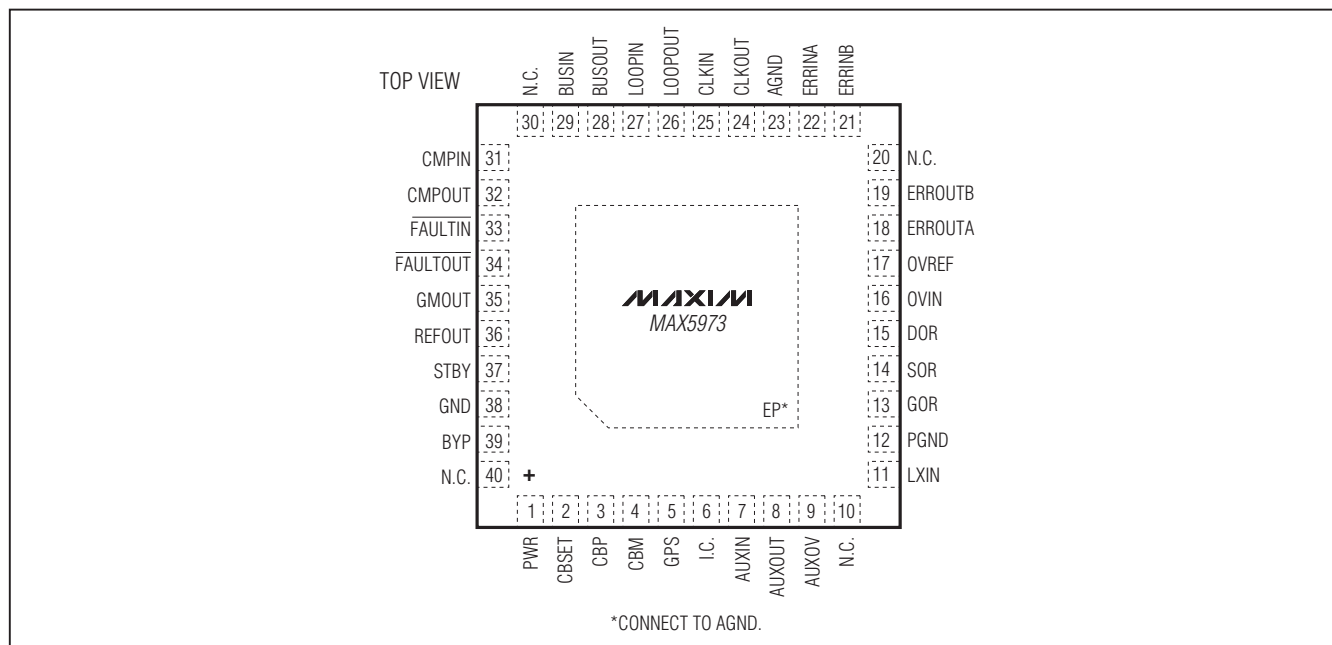 TOP VIEW
N.C.
BUSIN
BUSOUT
LOOPIN
LOOPOUT
CLKIN
CLKOUT
AGND
ERRINA
ERRINB
30 29 28 27 26 25 24 23 22 21
CMPIN 31
CMPOUT 32
FAULTIN 33
FAULTOUT 34
GMOUT 35
REFOUT 36
STBY 37
GND 38
BYP 39
N.C. 40
+
MAXIM
MAX5973
EP*
20 N.C.
19 ERROUTB
18 ERROUTA
17 OVREF
16 OVIN
15 DOR
14 SOR
13 GOR
12 PGND
11 LXIN
1 2 3 4 5 6 7 8 9 10
PWR
CBSET
CBP
CBM
GPS
I.C.
AUXIN
AUXOUT
AUXOV
N.C.
*CONNECT TO AGND.